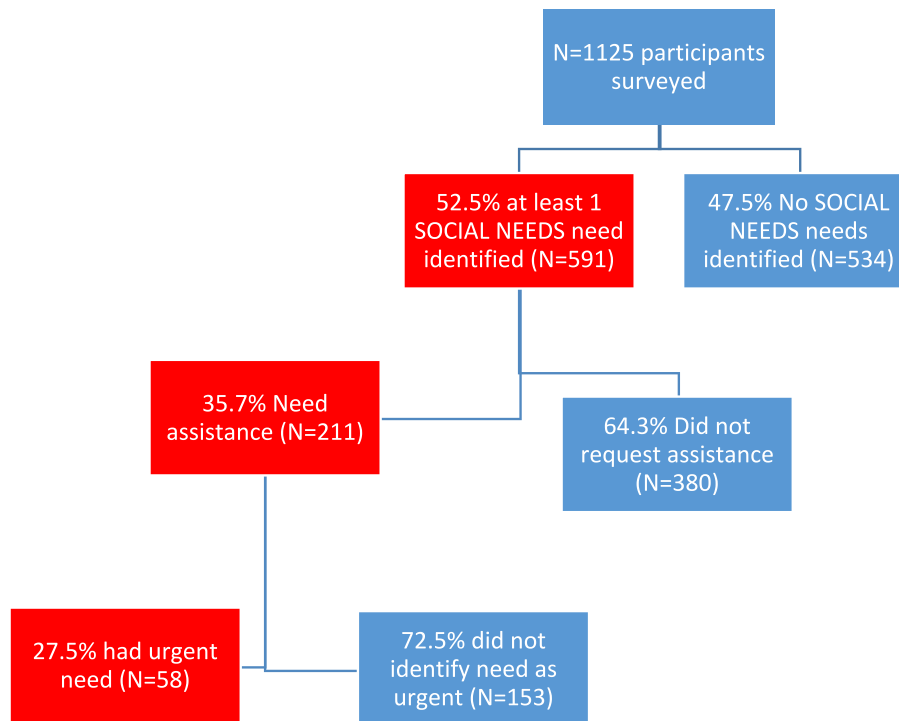 N=1125 participants
surveyed
52.5% at least 1
SOCIAL NEEDS need
identified (N=591)
47.5% No SOCIAL
NEEDS needs
identified (N=534)
35.7% Need
assistance (N=211)
64.3% Did not
request assistance
(N=380)
27.5% had urgent
need (N=58)
72.5% did not
identify need as
urgent (N=153)